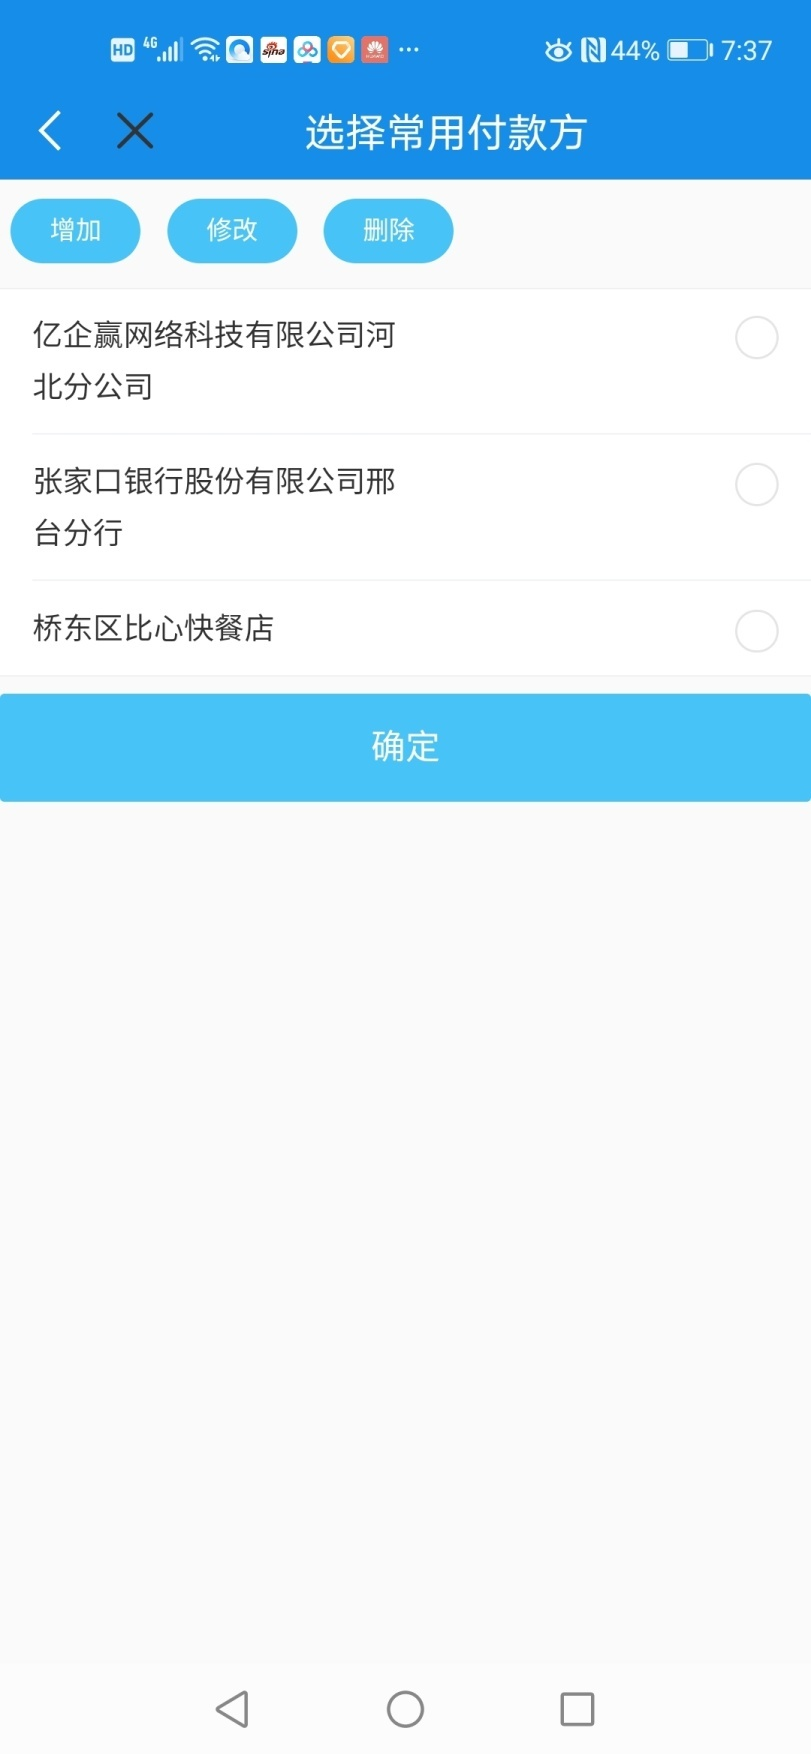 HD 4G sina 44% 7:37
选择常用付款方
增加 修改 删除
亿企赢网络科技有限公司河
北分公司
张家口银行股份有限公司邢
台分行
桥东区比心快餐店
确定